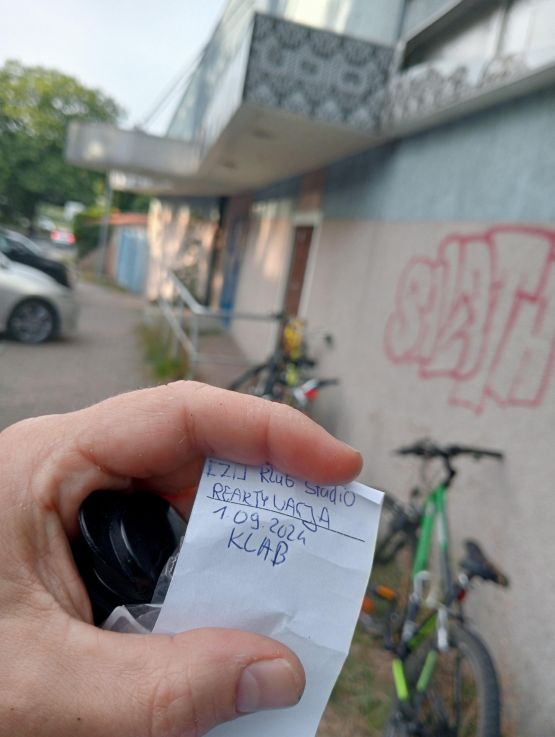 Klub Studio
REAKTYWACJA
1.09.2024
KLAB